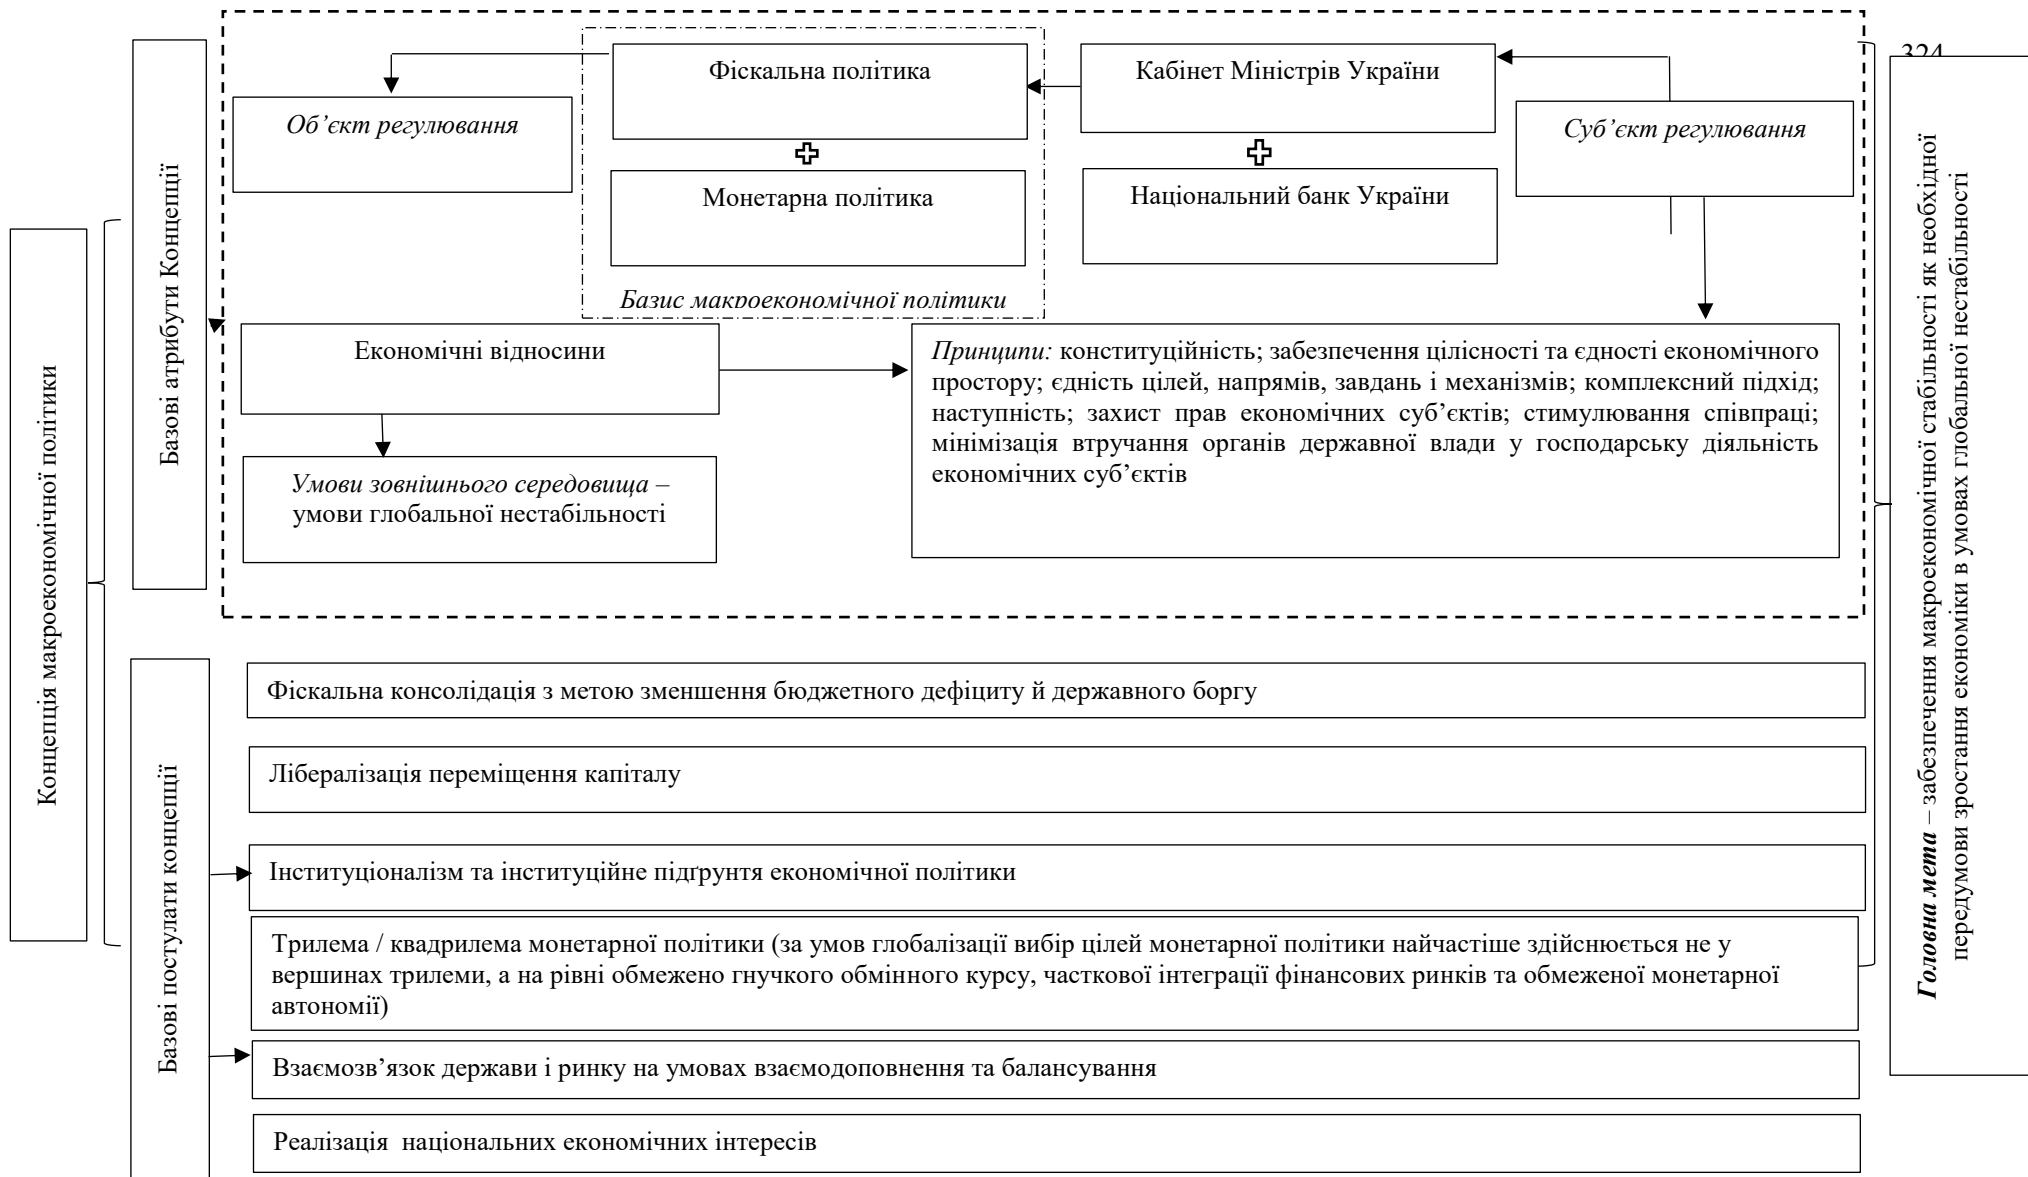 324
Концепція макроекономічної політики
Базові атрибути Концепції
Об’єкт регулювання
Фіскальна політика
Монетарна політика
Базис макроекономічної політики
Кабінет Міністрів України
Національний банк України
Суб’єкт регулювання
Економічні відносини
Умови зовнішнього середовища –
умови глобальної нестабільності
Принципи: конституційність; забезпечення цілісності та єдності економічного
простору; єдність цілей, напрямів, завдань і механізмів; комплексний підхід;
наступність; захист прав економічних суб’єктів; стимулювання співпраці;
мінімізація втручання органів державної влади у господарську діяльність
економічних суб’єктів
Базові постулати концепції
Фіскальна консолідація з метою зменшення бюджетного дефіциту й державного боргу
Лібералізація переміщення капіталу
Інституціоналізм та інституційне підґрунтя економічної політики
Трилема / квадрилема монетарної політики (за умов глобалізації вибір цілей монетарної політики найчастіше здійснюється не у
вершинах трилеми, а на рівні обмежено гнучкого обмінного курсу, часткової інтеграції фінансових ринків та обмеженої монетарної
автономії)
Взаємозв’язок держави і ринку на умовах взаємодоповнення та балансування
Реалізація національних економічних інтересів
Головна мета – забезпечення макроекономічної стабільності як необхідної
передумови зростання економіки в умовах глобальної нестабільності